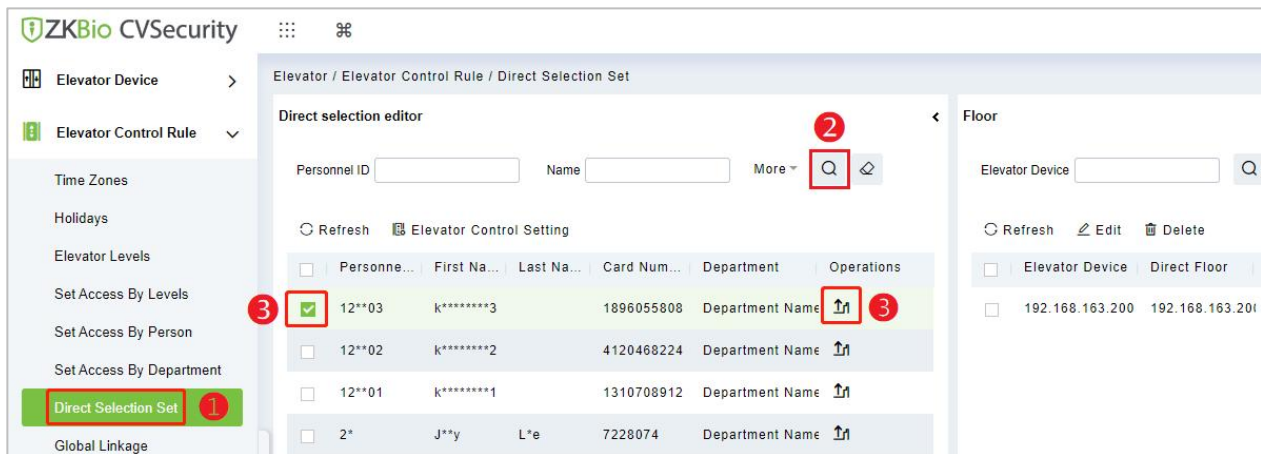 ZKBio CVSecurity
Elevator Device
Elevator Control Rule
Time Zones
Holidays
Elevator Levels
Set Access By Levels
Set Access By Person
Set Access By Department
Direct Selection Set 1
Global Linkage
Elevator / Elevator Control Rule / Direct Selection Set
Direct selection editor
2
Personnel ID Name More
Refresh Elevator Control Setting
Personne... First Na... Last Na... Card Num... Department Operations
3 12**03 k********3 1896055808 Department Name 3
12**02 k********2 4120468224 Department Name
12**01 k********1 1310708912 Department Name
2* J**y L*e 7228074 Department Name
Floor
Elevator Device
Refresh Edit Delete
Elevator Device Direct Floor
192.168.163.200 192.168.163.20